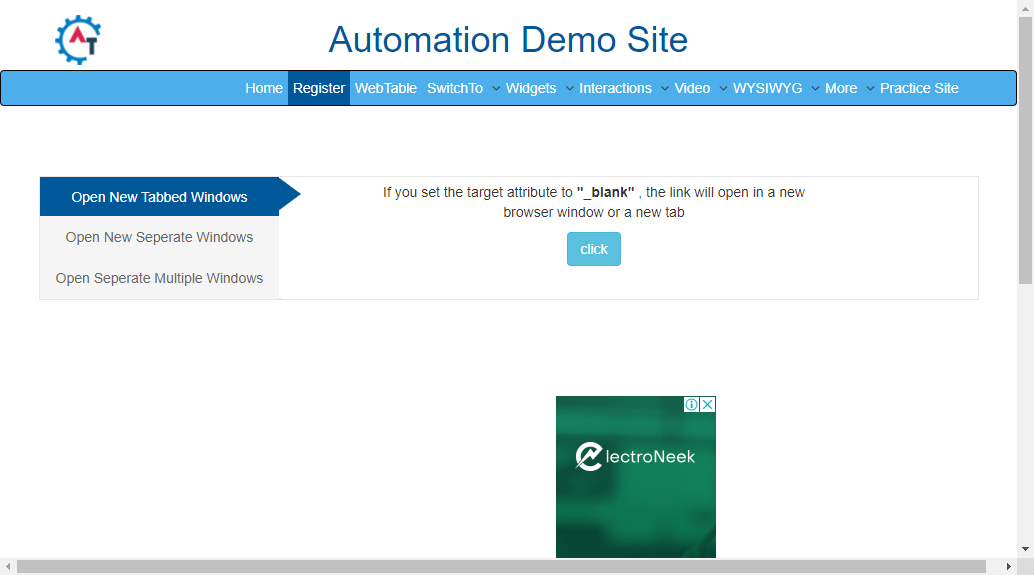 AT
Automation Demo Site
Home Register WebTable SwitchTo Widgets Interactions Video WYSIWYG More Practice Site
Open New Tabbed Windows
Open New Seperate Windows
Open Seperate Multiple Windows
If you set the target attribute to "_blank" , the link will open in a new
browser window or a new tab
click
ElectroNeek